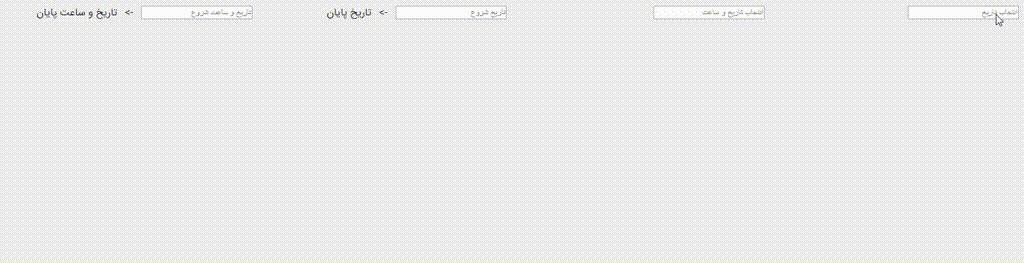 انتخاب تاریخ
انتخاب تاریخ و ساعت
تاریخ شروع
<- تاریخ پایان
تاریخ و ساعت شروع
<- تاریخ و ساعت پایان